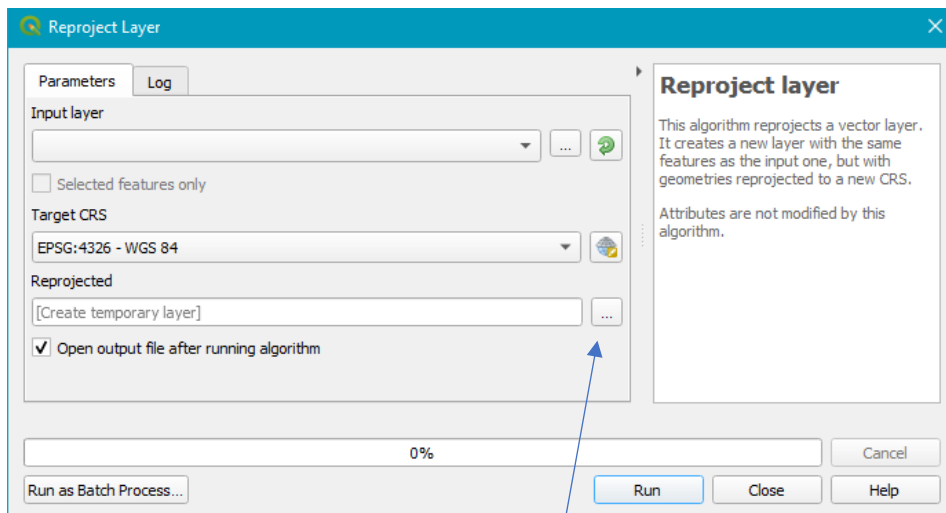 Reproject Layer
Parameters
Log
Input layer
...
Selected features only
Target CRS
EPSG:4326 - WGS 84
Reprojected
[Create temporary layer]
...
Open output file after running algorithm
Reproject layer
This algorithm reprojects a vector layer.
It creates a new layer with the same
features as the input one, but with
geometries reprojected to a new CRS.
Attributes are not modified by this
algorithm.
0%
Cancel
Run as Batch Process...
Run
Close
Help